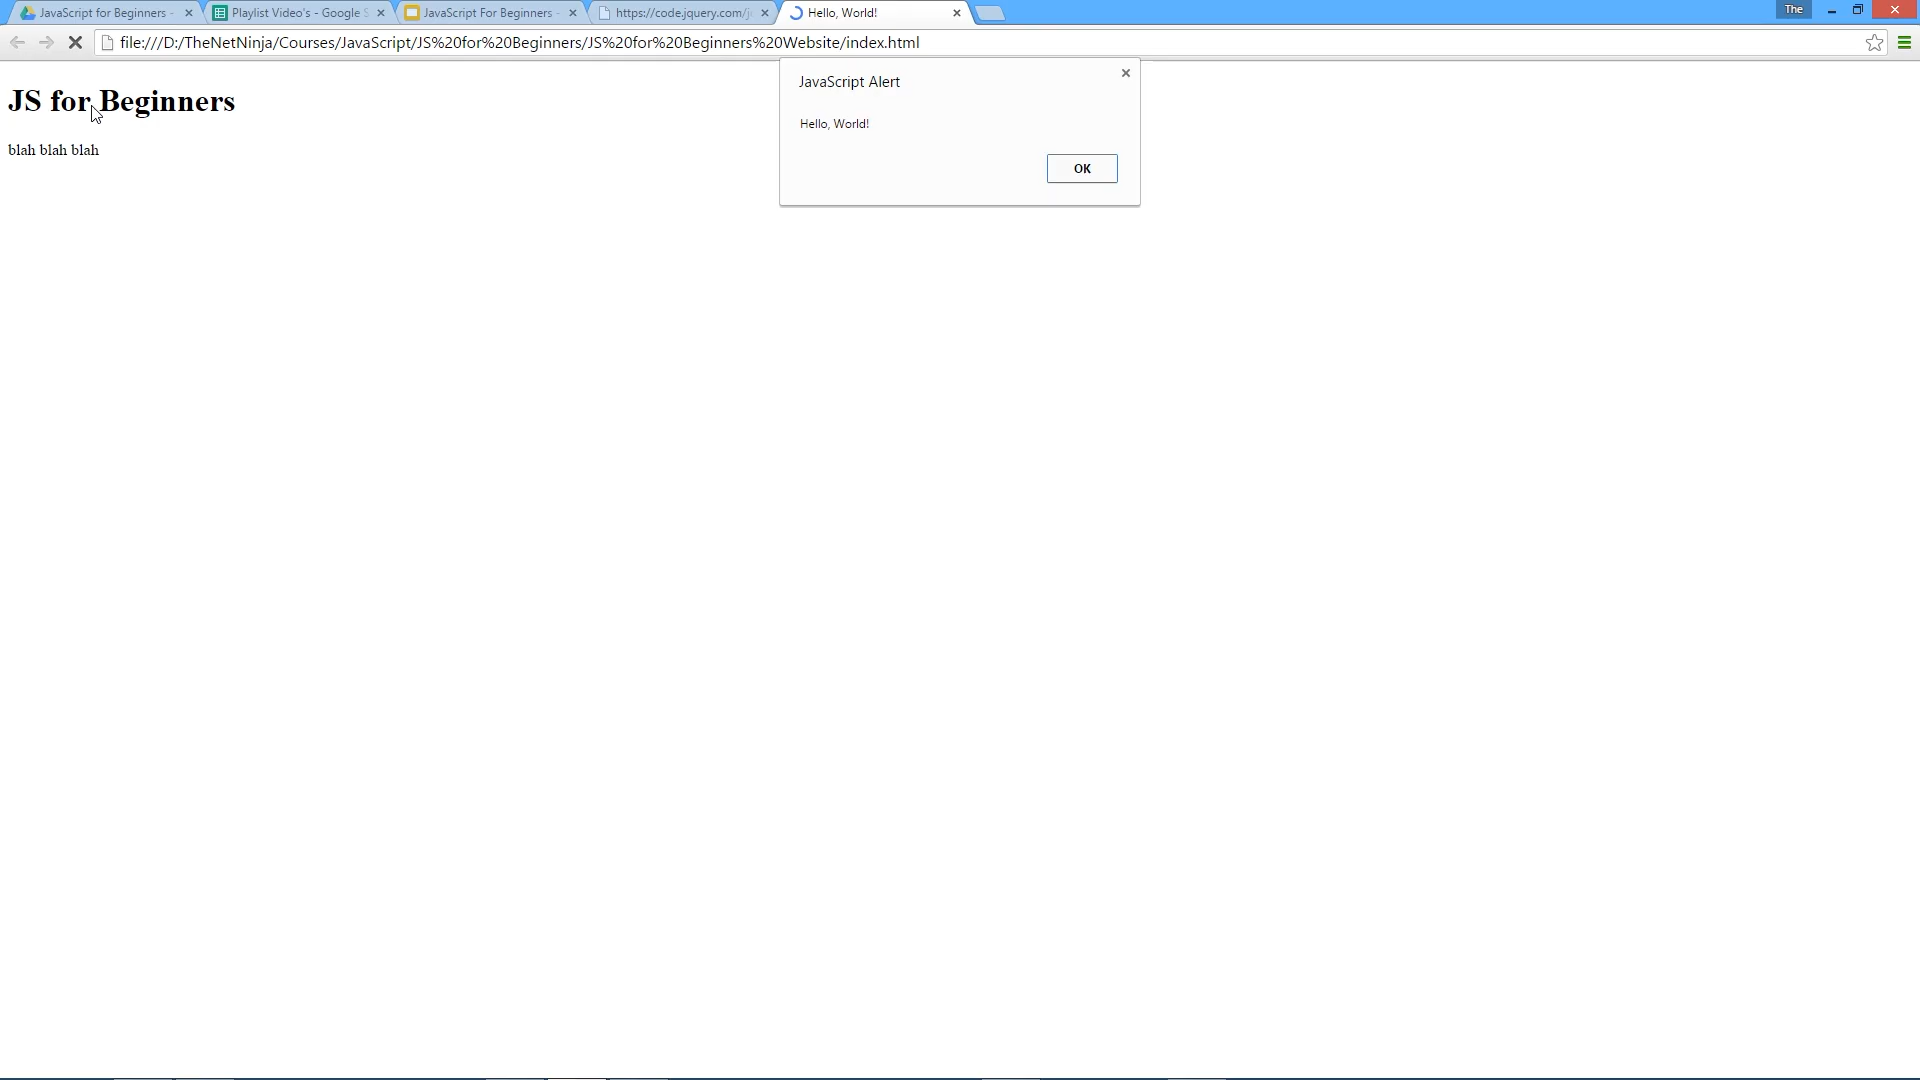 JavaScript for Beginners -
Playlist Video's - Google S
JavaScript For Beginners -
https://code.jquery.com/j
Hello, World!
The
file:///D:/TheNetNinja/Courses/JavaScript/JS%20for%20Beginners/JS%20for%20Beginners%20Website/index.html
JavaScript Alert
Hello, World!
OK
JS for Beginners
blah blah blah